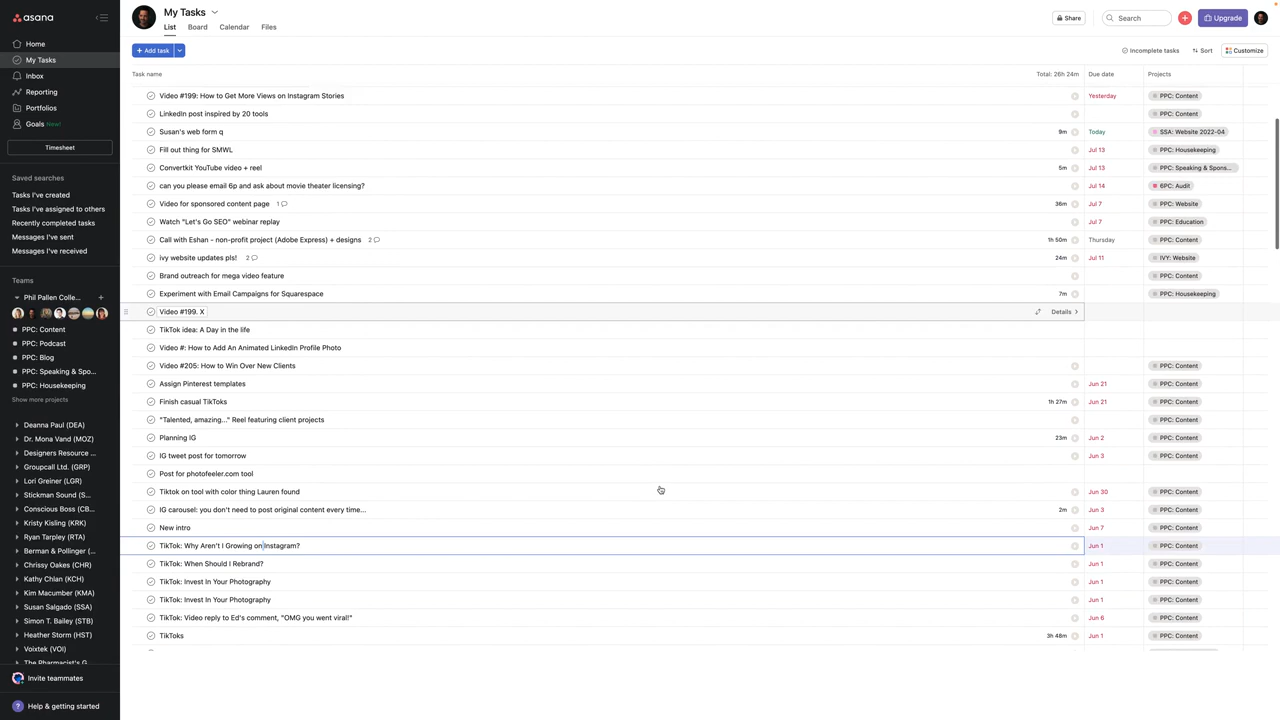 asana
My Tasks
List Board Calendar Files
Share
Search
Upgrade
Home
My Tasks
Inbox
Reporting
Portfolios
Goals New!
Timesheet
Saved searches
Tasks I've created
Tasks I've assigned to others
Recently completed tasks
Messages I've sent
Messages I've received
Teams
Phil Pallen Colle...
PPC: Content
PPC: Podcast
PPC: Blog
PPC: Speaking & Spo...
PPC: Housekeeping
Show more projects
Deanna Paul (DEA)
Dr. Mona Vand (MOZ)
Designers Resource ...
Groupcall Ltd. (GRP)
Lori Greiner (LGR)
Stickman Sound (S...
Conscious Boss (CB...
Kristy Kisling (KRK)
Ryan Tarpley (RTA)
Berman & Pollinger (...
Chrissy Oakes (CHR)
Kathy Chlan (KCH)
Kim Macumber (KMA)
Susan Salgado (SSA)
Simon T. Bailey (STB)
Heather Storm (HST)
Voixtek (VOI)
The Pharmacist's G
Invite teammates
? Help & getting started
+ Add task
Incomplete tasks Sort Customize
Task name Total: 26h 24m Due date Projects
Video #199: How to Get More Views on Instagram Stories Yesterday PPC: Content
LinkedIn post inspired by 20 tools PPC: Content
Susan's web form q 9m Today SSA: Website 2022-04
Fill out thing for SMWL Jul 13 PPC: Housekeeping
Convertkit YouTube video + reel 5m Jul 13 PPC: Speaking & Spons...
can you please email 6p and ask about movie theater licensing? Jul 14 6PC: Audit
Video for sponsored content page 1 36m Jul 7 PPC: Website
Watch "Let's Go SEO" webinar replay Jul 7 PPC: Education
Call with Eshan - non-profit project (Adobe Express) + designs 2 1h 50m Thursday PPC: Content
ivy website updates pls! 2 24m Jul 11 IVY: Website
Brand outreach for mega video feature PPC: Content
Experiment with Email Campaigns for Squarespace 7m PPC: Housekeeping
Video #199. X Details
TikTok idea: A Day in the life
Video #: How to Add An Animated LinkedIn Profile Photo
Video #205: How to Win Over New Clients PPC: Content
Assign Pinterest templates Jun 21 PPC: Content
Finish casual TikToks 1h 27m Jun 21 PPC: Content
"Talented, amazing..." Reel featuring client projects PPC: Content
Planning IG 23m Jun 2 PPC: Content
IG tweet post for tomorrow Jun 3 PPC: Content
Post for photofeeler.com tool
Tiktok on tool with color thing Lauren found Jun 30 PPC: Content
IG carousel: you don't need to post original content every time... 2m Jun 3 PPC: Content
New intro Jun 7 PPC: Content
TikTok: Why Aren't I Growing on Instagram? Jun 1 PPC: Content
TikTok: When Should I Rebrand? Jun 1 PPC: Content
TikTok: Invest In Your Photography Jun 1 PPC: Content
TikTok: Invest In Your Photography Jun 1 PPC: Content
TikTok: Video reply to Ed's comment, "OMG you went viral!" Jun 6 PPC: Content
TikToks 3h 48m Jun 1 PPC: Content